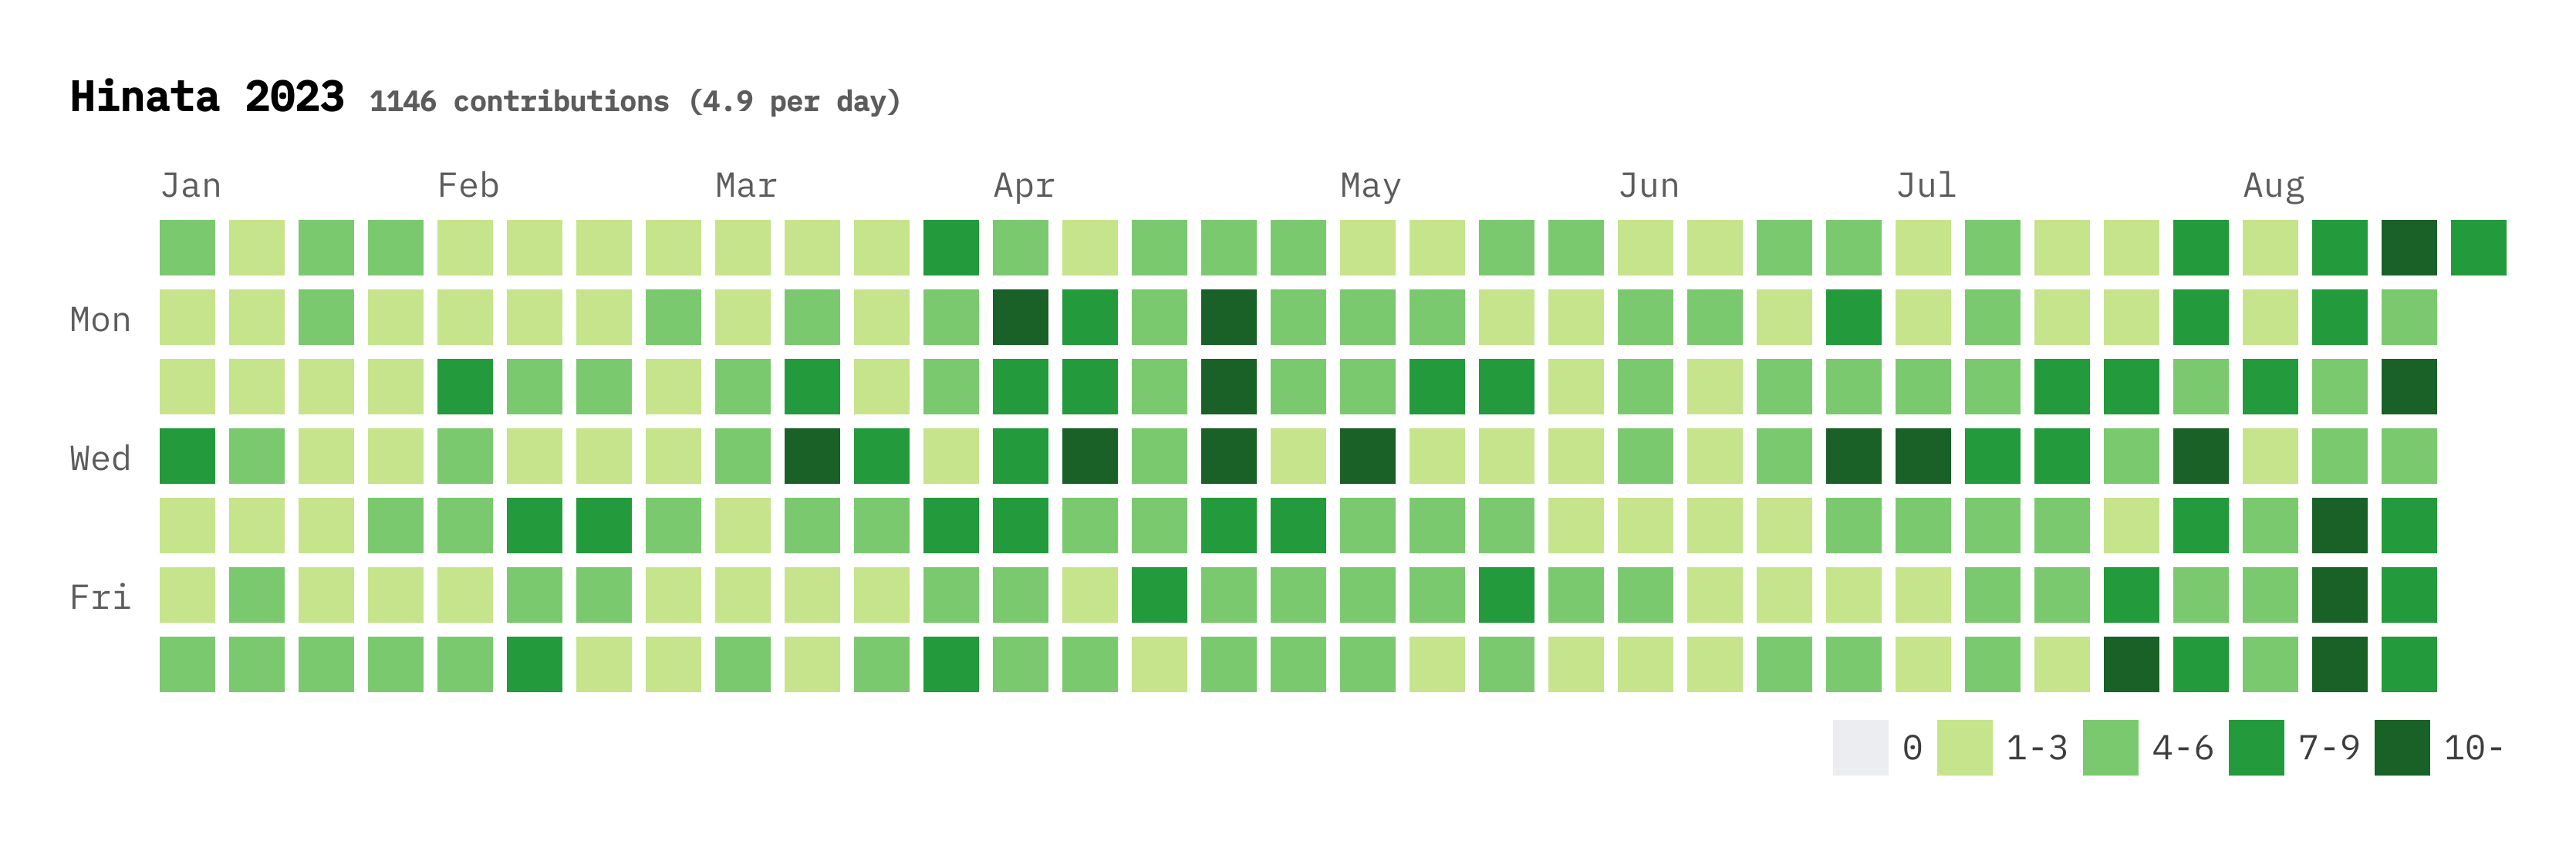 Hinata 2023 1146 contributions (4.9 per day)
Jan Feb Mar Apr May Jun Jul Aug
Mon
Wed
Fri
0 1-3 4-6 7-9 10-